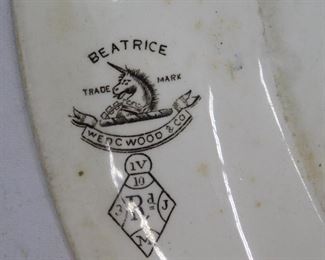 BEATRICE
TRADE MARK
WEDGWOOD & CO
IV
10
Rd
J
M